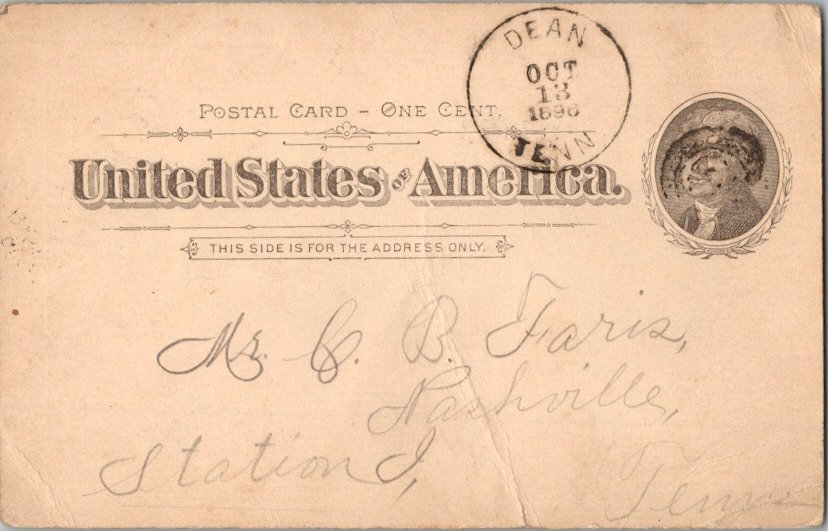 DEAN
OCT
13
1896
TENN
POSTAL CARD – ONE CENT.
United States of America.
THIS SIDE IS FOR THE ADDRESS ONLY.
Mr. C. B. Faris,
Nashville,
Station J,
Tenn